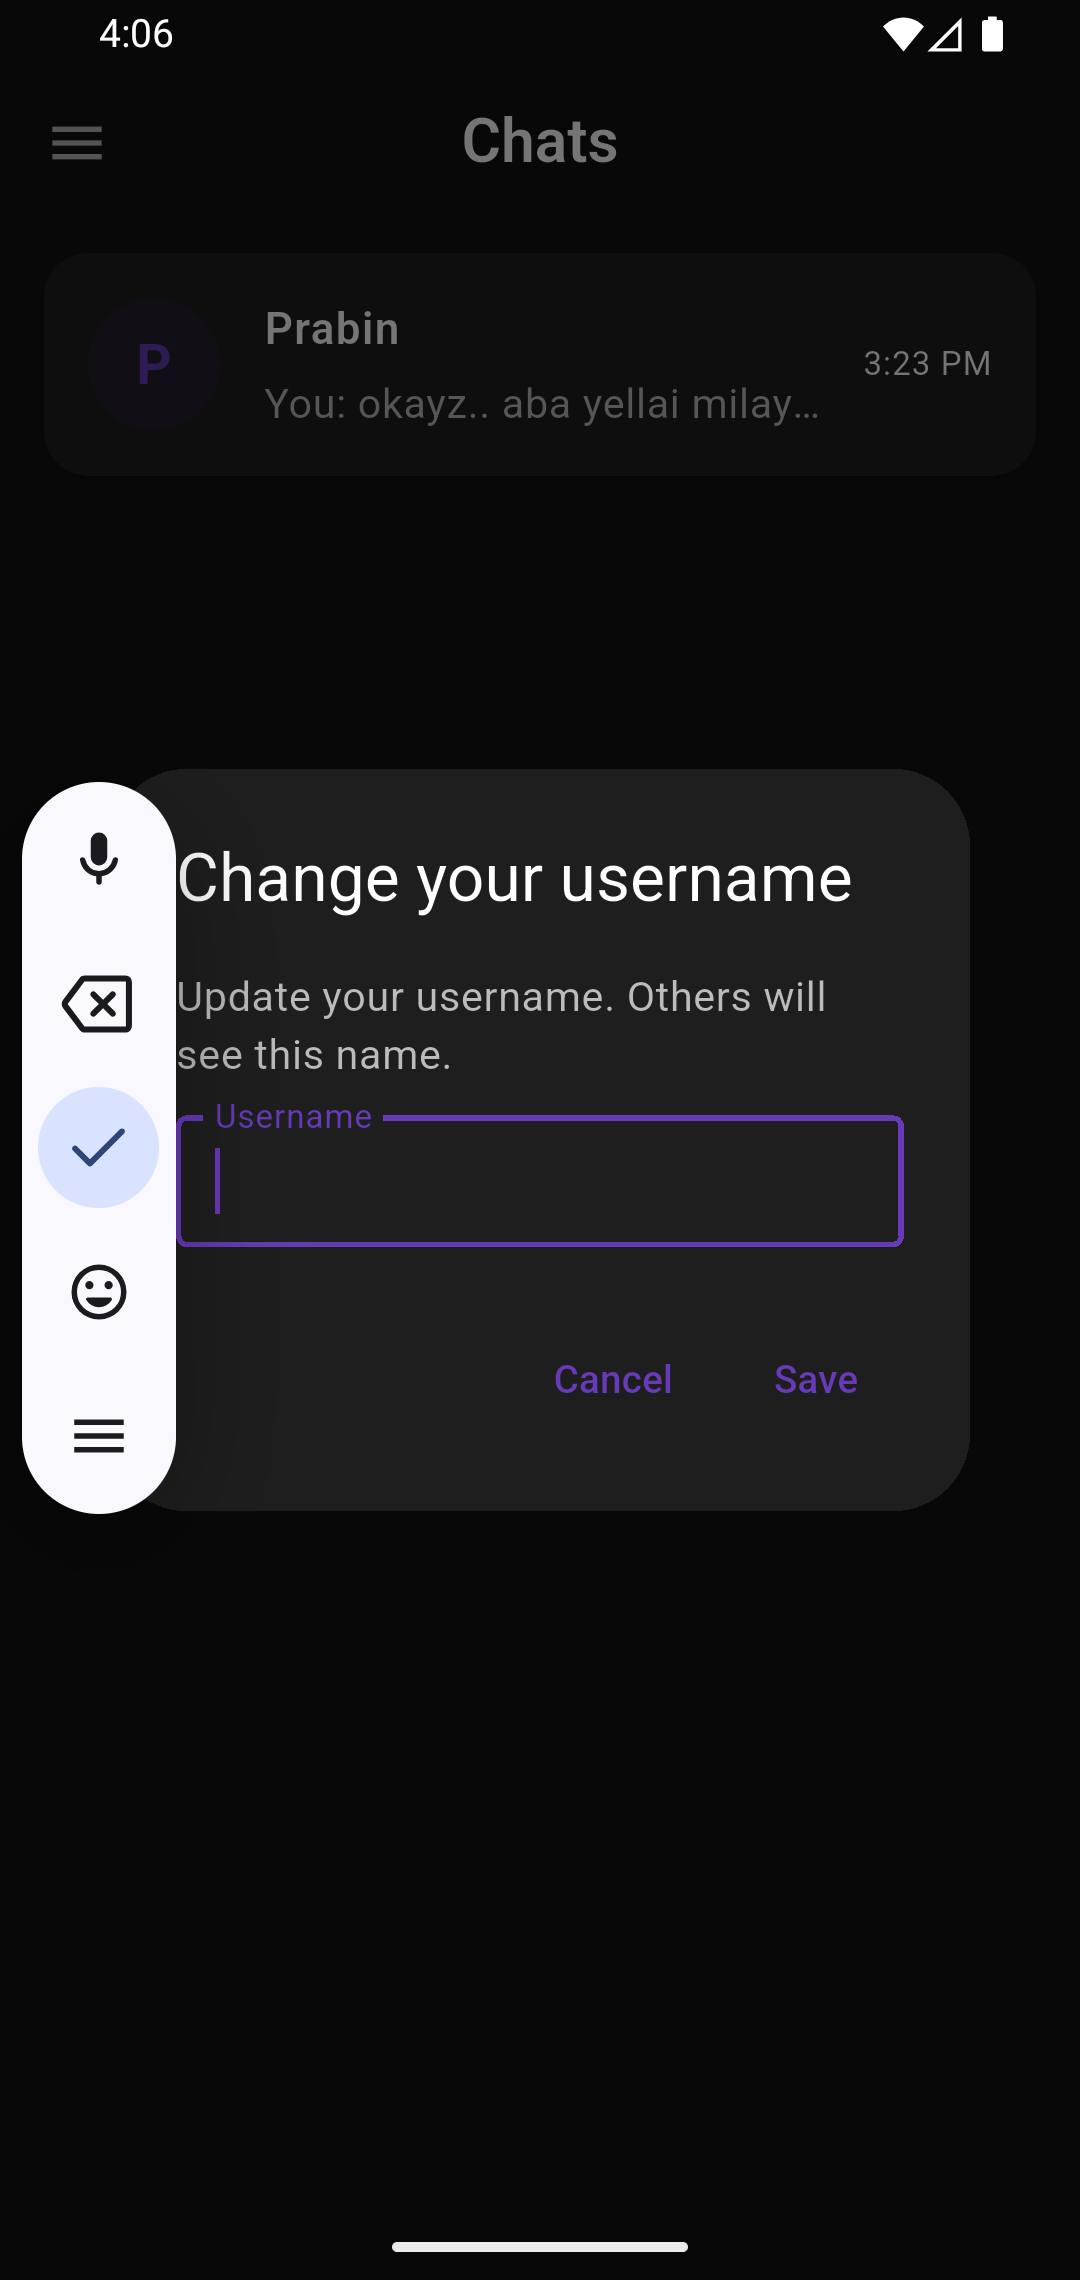 4:06
Chats
P
Prabin
3:23 PM
You: okayz.. aba yellai milay…
Change your username
Update your username. Others will
see this name.
Username
Cancel
Save